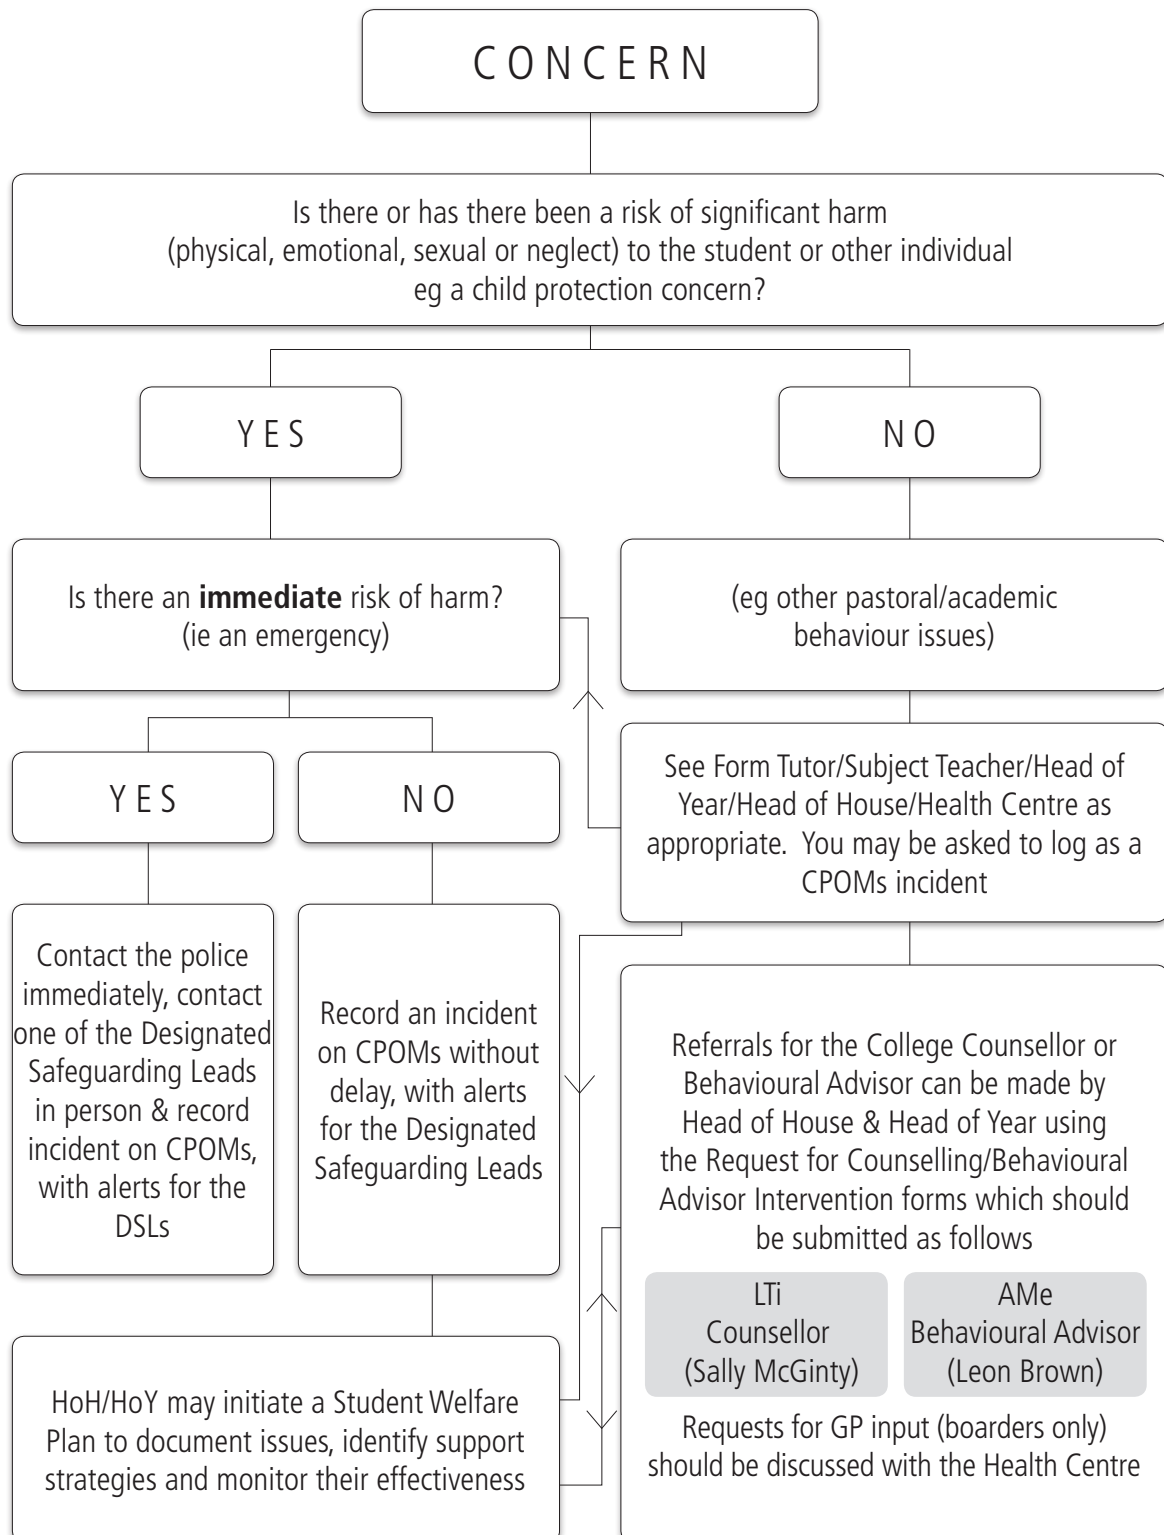 CONCERN
Is there or has there been a risk of significant harm
(physical, emotional, sexual or neglect) to the student or other individual
eg a child protection concern?
YES
NO
Is there an immediate risk of harm?
(ie an emergency)
(eg other pastoral/academic
behaviour issues)
YES
NO
See Form Tutor/Subject Teacher/Head of
Year/Head of House/Health Centre as
appropriate. You may be asked to log as a
CPOMs incident
Contact the police
immediately, contact
one of the Designated
Safeguarding Leads
in person & record
incident on CPOMs,
with alerts for the
DSLs
Record an incident
on CPOMs without
delay, with alerts
for the Designated
Safeguarding Leads
Referrals for the College Counsellor or
Behavioural Advisor can be made by
Head of House & Head of Year using
the Request for Counselling/Behavioural
Advisor Intervention forms which should
be submitted as follows
LTi
Counsellor
(Sally McGinty)
AMe
Behavioural Advisor
(Leon Brown)
Requests for GP input (boarders only)
should be discussed with the Health Centre
HoH/HoY may initiate a Student Welfare
Plan to document issues, identify support
strategies and monitor their effectiveness